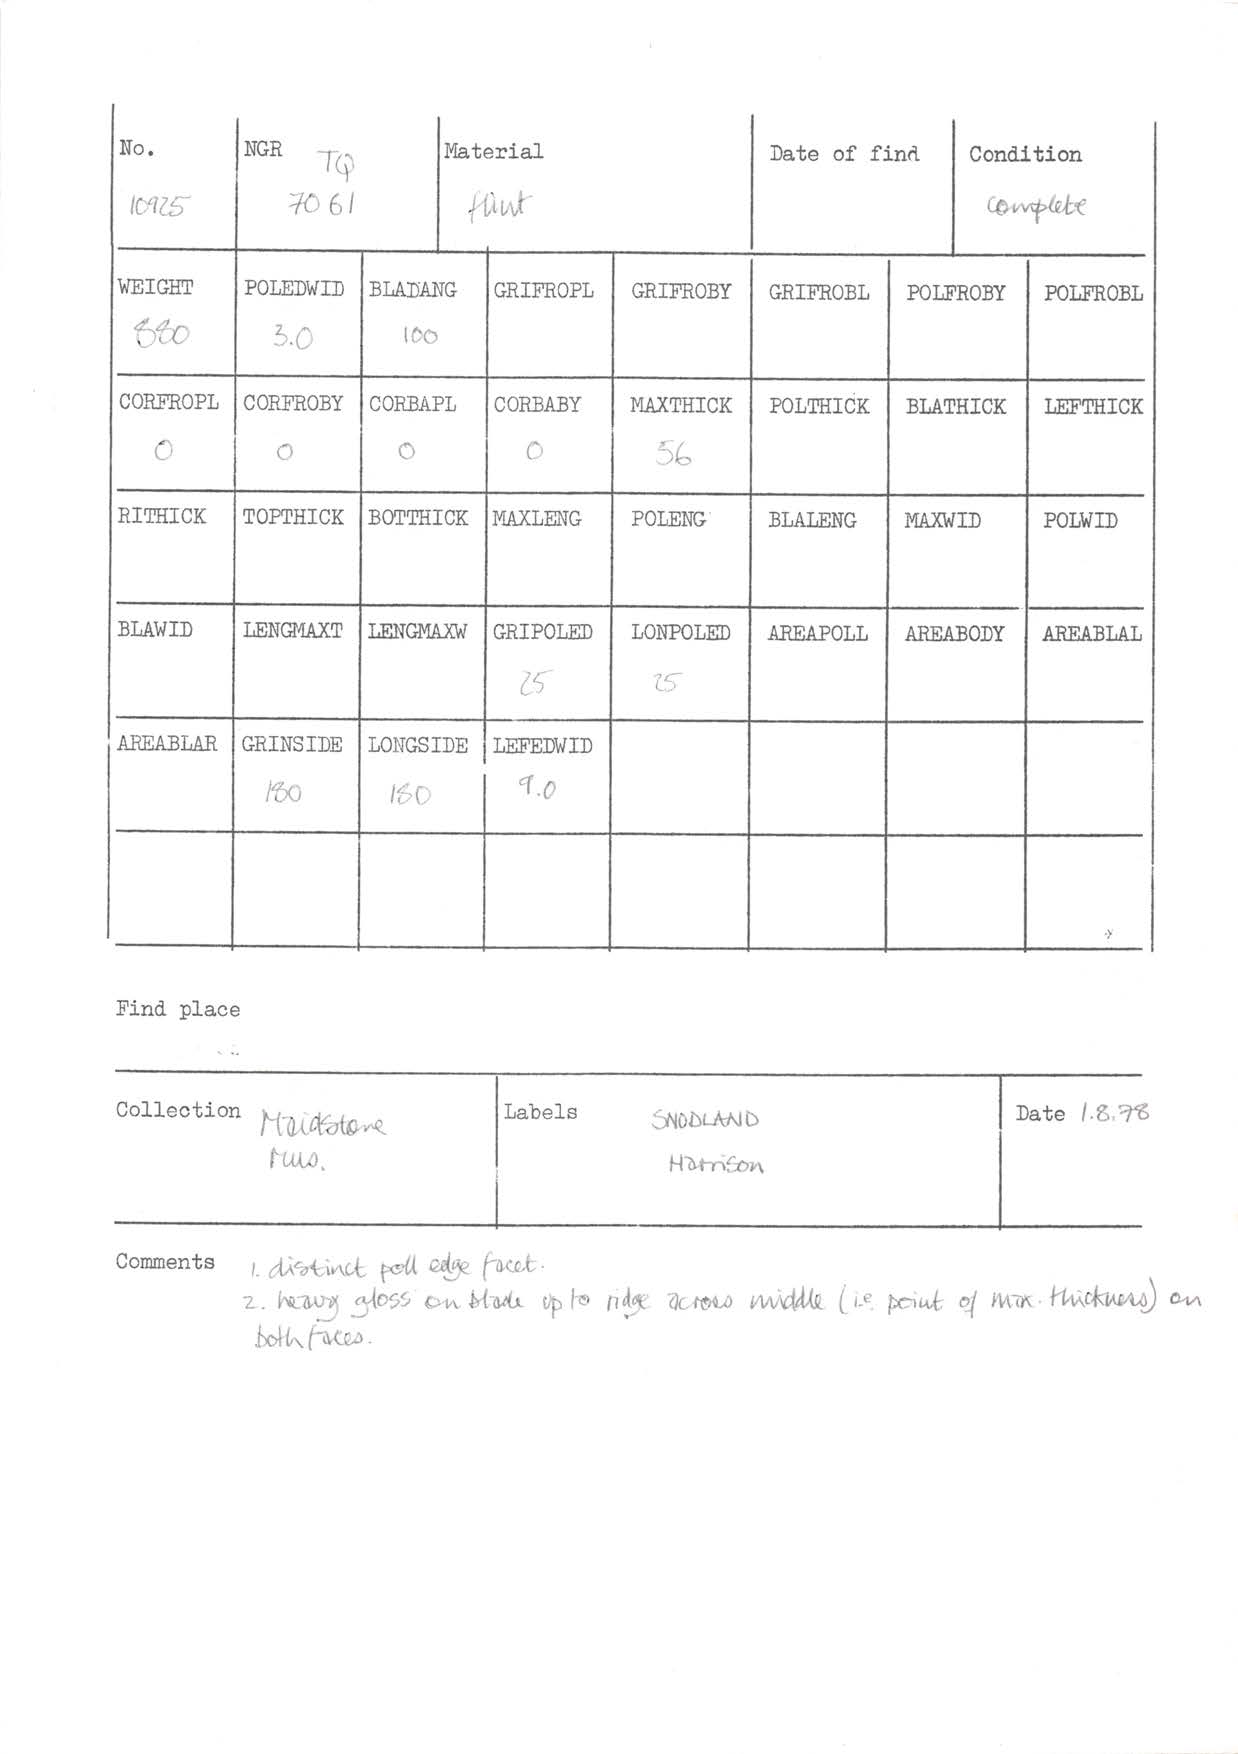 No. NGR TQ Material Date of find Condition
10925 7061 flint complete
WEIGHT POLEDWID BLADANG GRIFROPL GRIFROBY GRIFROBL POLFROBY POLFROBL
880 3.0 100
CORFROPL CORFROBY CORBAPL CORBABY MAXTHICK POLTHICK BLATHICK LEFTHICK
0 0 0 0 56
RITHICK TOPTHICK BOTTHICK MAXLENG POLENG BLALENG MAXWID POLWID
BLAWID LENGMAXT LENGMAXW GRIPOLED LONPOLED AREAPOLL AREABODY AREABLAL
25 25
AREABLAR GRINSIDE LONGSIDE LEFEDWID
180 180 9.0
Find place
Collection Maidstone Labels SNODLAND Date 1.8.78
Mus. Harrison
Comments 1. distinct poll edge facet.
2. heavy gloss on blade up to ridge across middle (i.e. point of max. thickness) on
both faces.